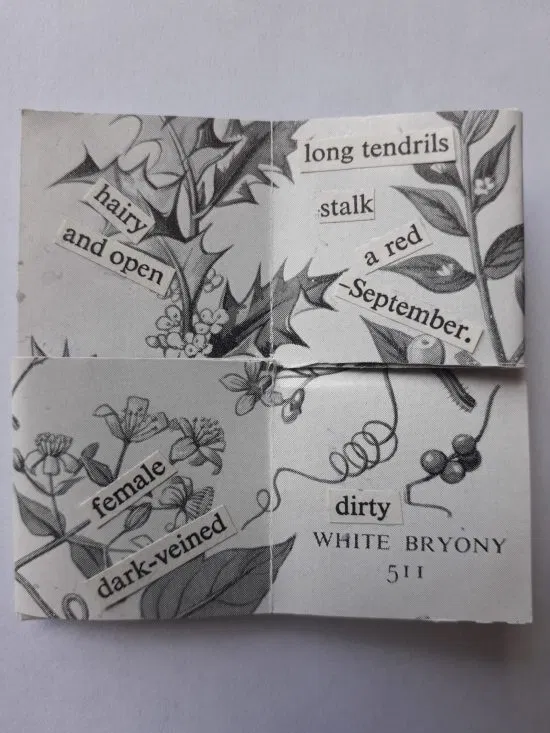 hairy
and open
long tendrils
stalk
a red
-September.
female
dark-veined
dirty
WHITE BRYONY
511